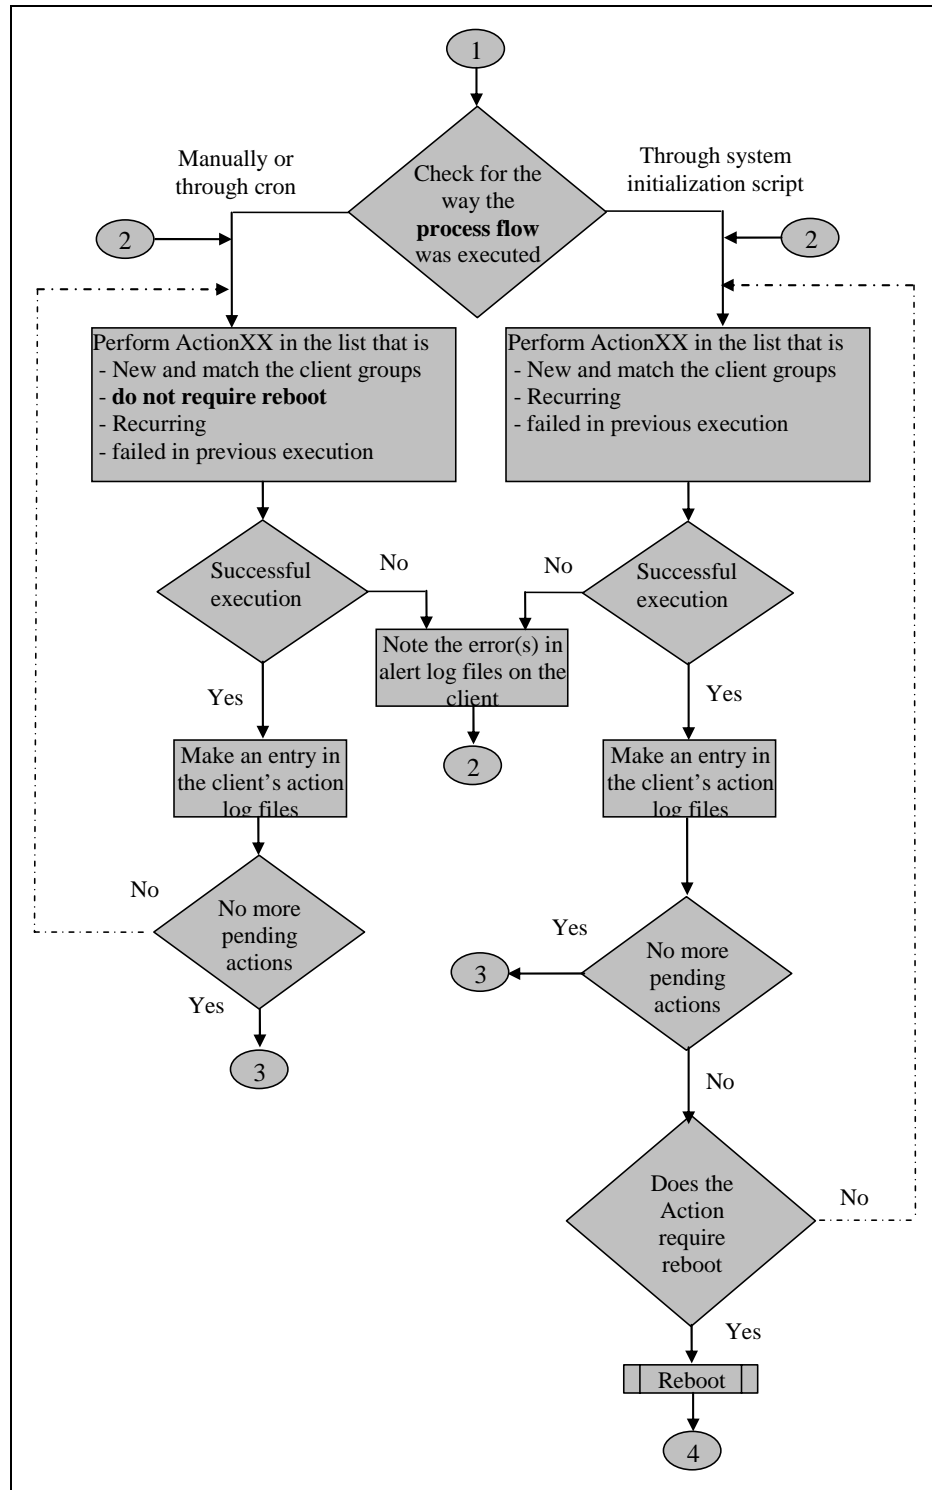 1
Manually or
through cron
Check for the
way the
process flow
was executed
Through system
initialization script
2
2
Perform ActionXX in the list that is
- New and match the client groups
- do not require reboot
- Recurring
- failed in previous execution
Perform ActionXX in the list that is
- New and match the client groups
- Recurring
- failed in previous execution
Successful
execution
No
No
Successful
execution
Note the error(s) in
alert log files on the
client
Yes
Yes
2
Make an entry in
the client's action
log files
Make an entry in
the client's action
log files
No
No more
pending
actions
Yes
Yes
3
No more
pending
actions
3
No
Does the
Action
require
reboot
No
Yes
Reboot
4